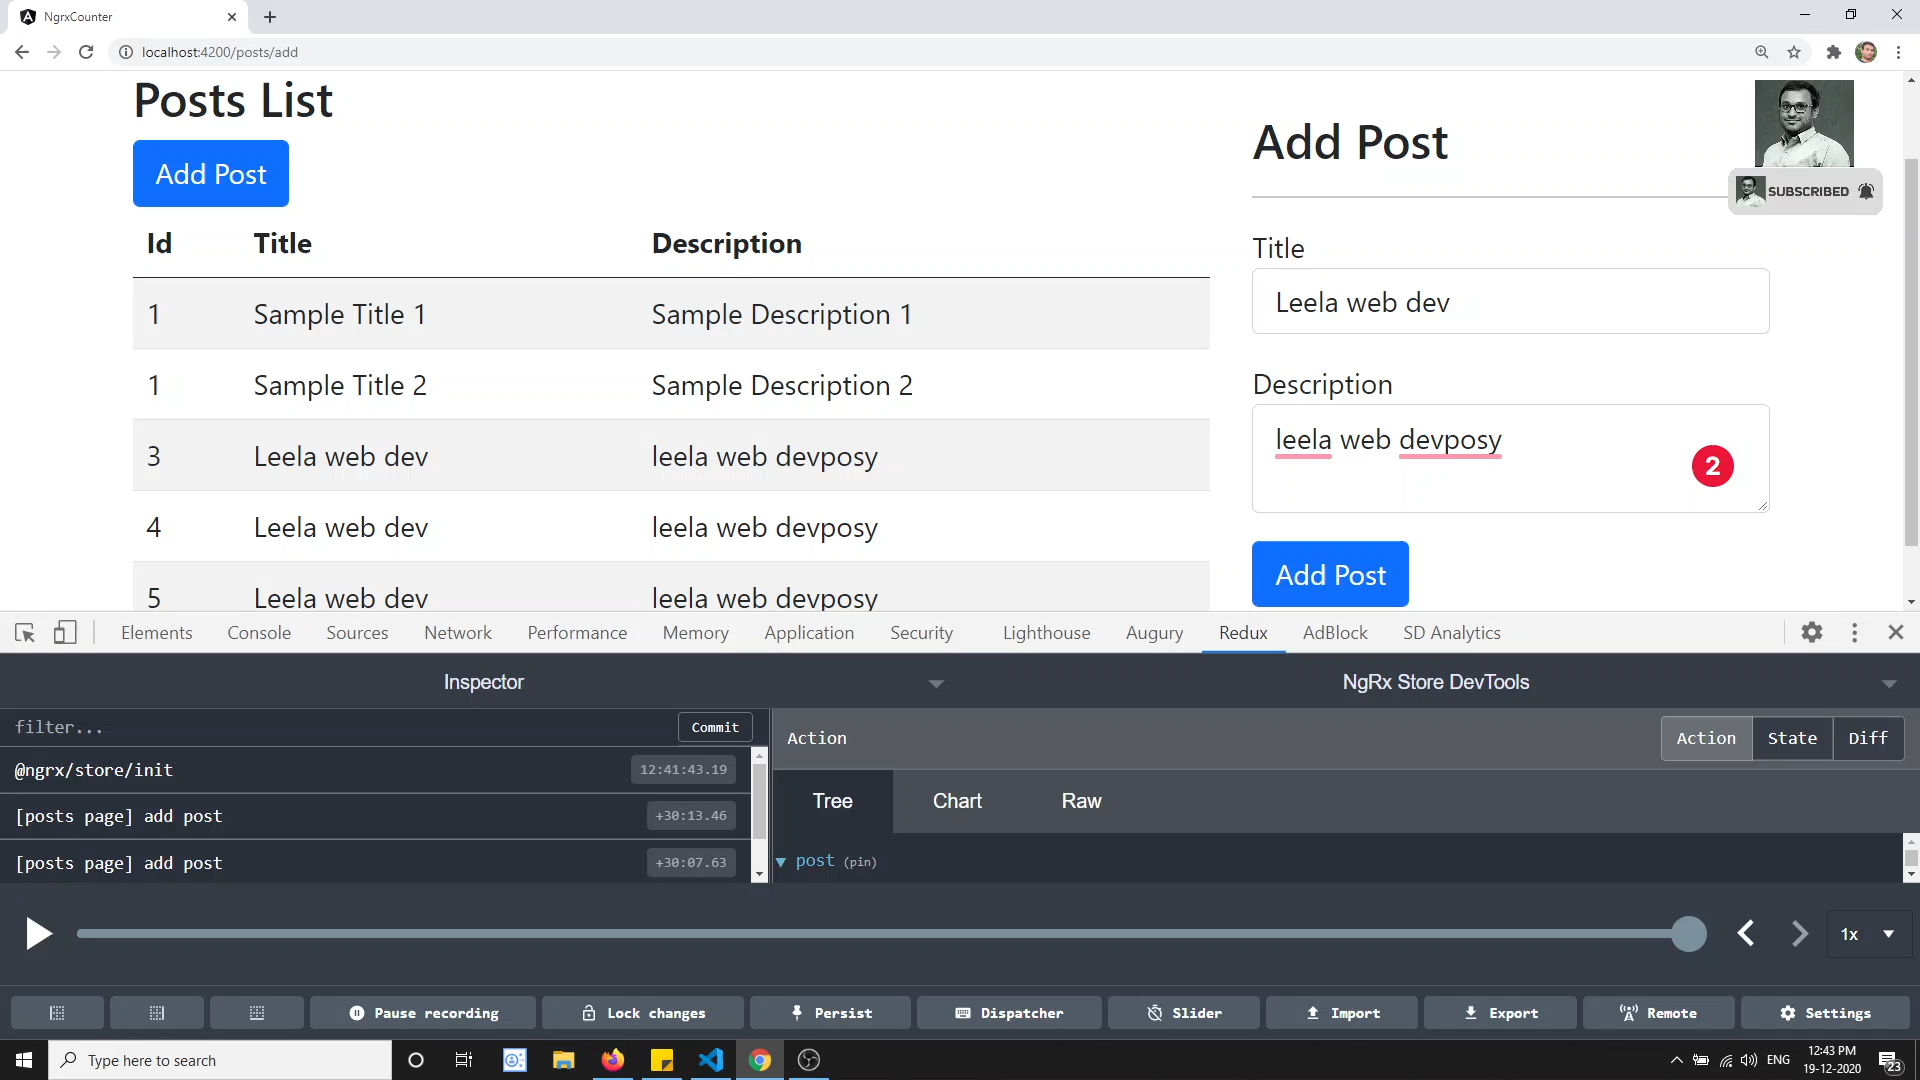 NgrxCounter
localhost:4200/posts/add
Posts List
Add Post
Id Title Description
1 Sample Title 1 Sample Description 1
1 Sample Title 2 Sample Description 2
3 Leela web dev leela web devposy
4 Leela web dev leela web devposy
5 Leela web dev leela web devposy
Add Post
SUBSCRIBED
Title
Leela web dev
Description
leela web devposy
2
Add Post
Elements Console Sources Network Performance Memory Application Security Lighthouse Augury Redux AdBlock SD Analytics
Inspector NgRx Store DevTools
filter... Commit
@ngrx/store/init 12:41:43.19
[posts page] add post +30:13.46
[posts page] add post +30:07.63
Action Action State Diff
Tree Chart Raw
post (pin)
1x
Pause recording Lock changes Persist Dispatcher Slider Import Export Remote Settings
Type here to search
ENG
12:43 PM
19-12-2020
23